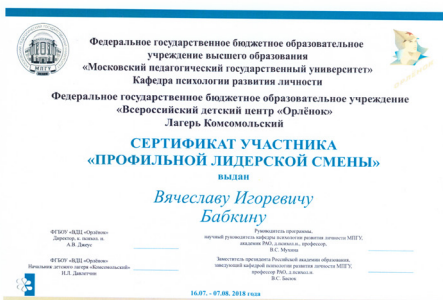 Федеральное государственное бюджетное образовательное
учреждение высшего образования
«Московский педагогический государственный университет»
Кафедра психологии развития личности
Федеральное государственное бюджетное образовательное учреждение
«Всероссийский детский центр «Орлёнок»
Лагерь Комсомольский
СЕРТИФИКАТ УЧАСТНИКА
«ПРОФИЛЬНОЙ ЛИДЕРСКОЙ СМЕНЫ»
выдан
Вячеславу Игоревичу
Бабкину
ФГБОУ «ВДЦ «Орлёнок»
Директор, к. психол. н.
А.В. Джеус
ФГБОУ «ВДЦ «Орлёнок»
Начальник детского лагеря «Комсомольский»
И.Л. Давлетчин
Руководитель программы,
научный руководитель кафедры психологии развития личности МПГУ,
академик РАО, д.психол.н., профессор,
В.С. Мухина
Заместитель президента Российской академии образования,
заведующий кафедрой психологии развития личности МПГУ,
академик РАО, д.психол.н.
В.С. Басюк
МПГУ
16.07. - 07.08. 2018 года